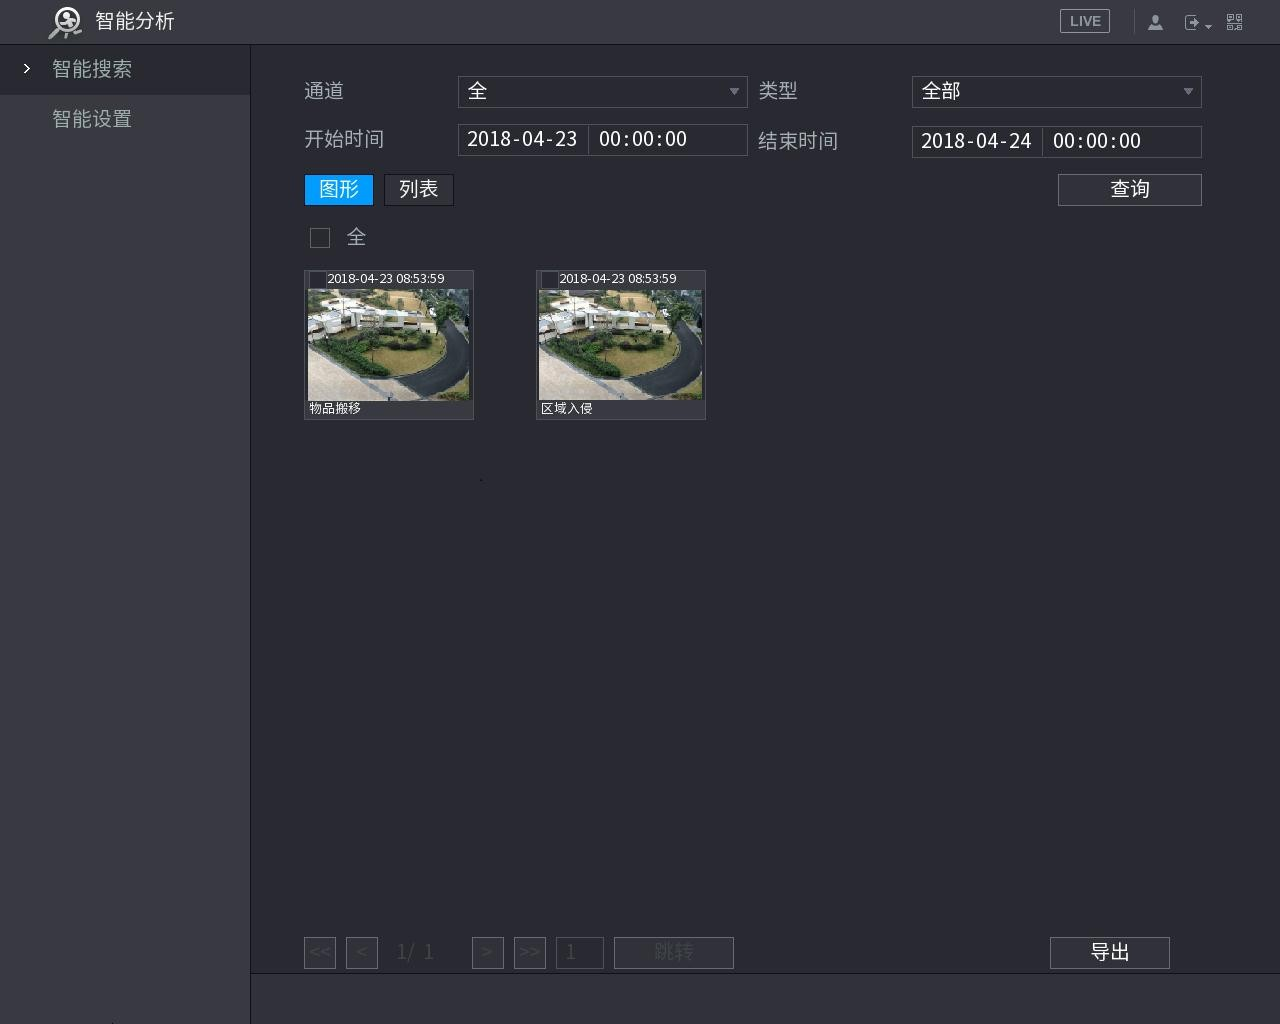 智能分析
LIVE
智能搜索
智能设置
通道 全 类型 全部
开始时间 2018-04-23 00:00:00 结束时间 2018-04-24 00:00:00
图形 列表 查询
全
2018-04-23 08:53:59 2018-04-23 08:53:59
物品搬移 区域入侵
<< < 1/ 1 > >> 1 跳转 导出